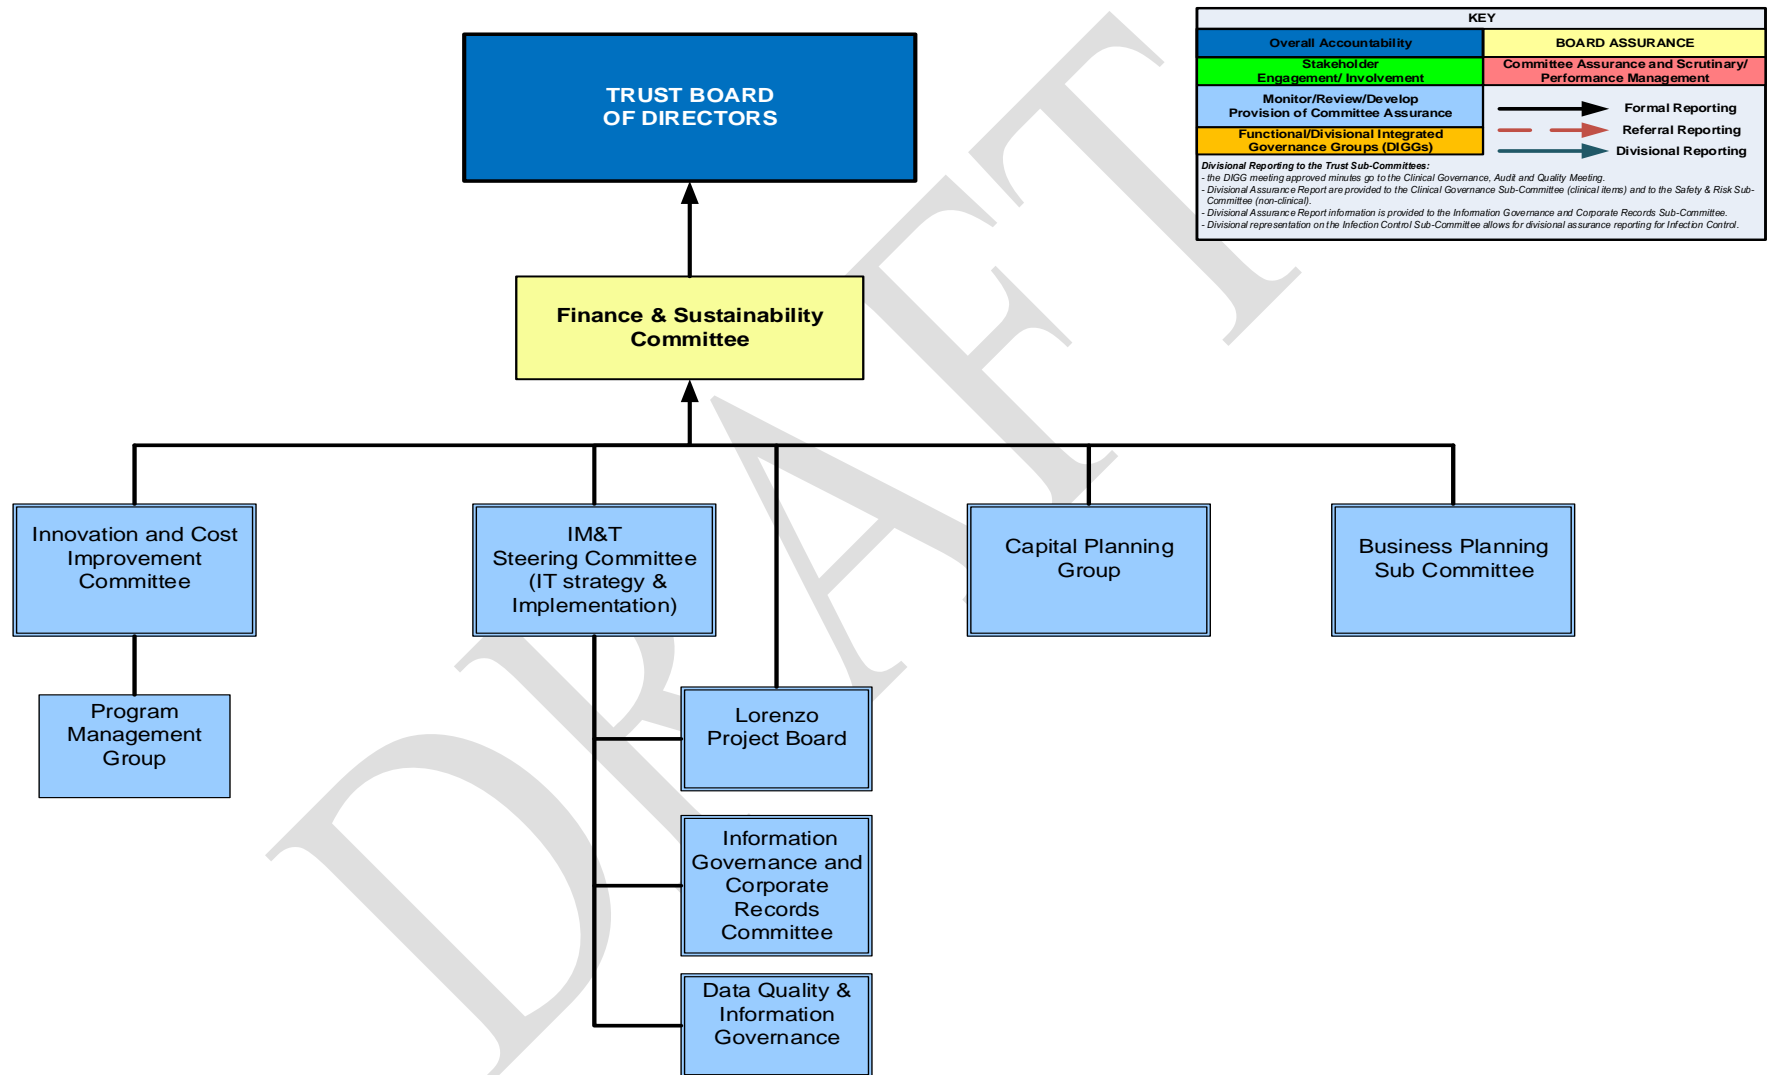 TRUST BOARD
OF DIRECTORS
KEY
Overall Accountability
BOARD ASSURANCE
Stakeholder
Engagement/ Involvement
Committee Assurance and Scrutinary/
Performance Management
Monitor/Review/Develop
Provision of Committee Assurance
Functional/Divisional Integrated
Governance Groups (DIGGs)
Formal Reporting
Referral Reporting
Divisional Reporting
Divisional Reporting to the Trust Sub-Committees:
- the DIGG meeting approved minutes go to the Clinical Governance, Audit and Quality Meeting.
- Divisional Assurance Report are provided to the Clinical Governance Sub-Committee (clinical items) and to the Safety & Risk Sub-
Committee (non-clinical).
- Divisional Assurance Report information is provided to the Information Governance and Corporate Records Sub-Committee.
- Divisional representation on the Infection Control Sub-Committee allows for divisional assurance reporting for Infection Control.
Finance & Sustainability
Committee
Innovation and Cost
Improvement
Committee
IM&T
Steering Committee
(IT strategy &
Implementation)
Capital Planning
Group
Business Planning
Sub Committee
Program
Management
Group
Lorenzo
Project Board
Information
Governance and
Corporate
Records
Committee
Data Quality &
Information
Governance
DRAFT